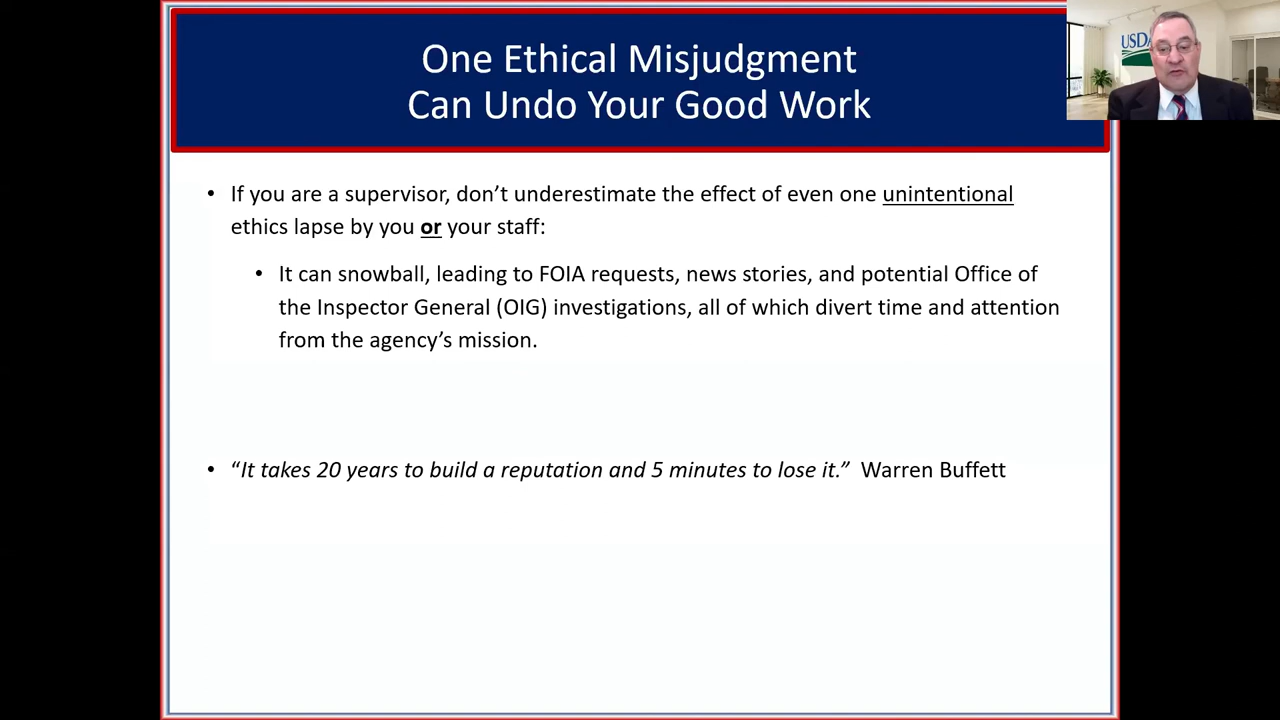 One Ethical Misjudgment
Can Undo Your Good Work
USDA
• If you are a supervisor, don’t underestimate the effect of even one unintentional
ethics lapse by you or your staff:
• It can snowball, leading to FOIA requests, news stories, and potential Office of
the Inspector General (OIG) investigations, all of which divert time and attention
from the agency’s mission.
• “It takes 20 years to build a reputation and 5 minutes to lose it.” Warren Buffett